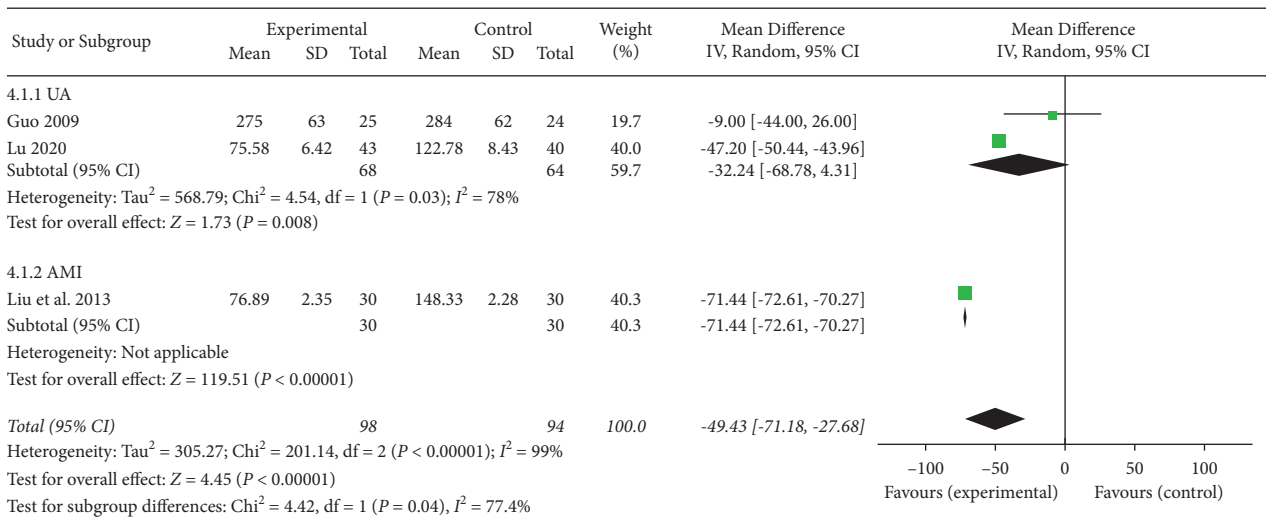 Study or Subgroup Experimental Control Weight (%) Mean Difference IV, Random, 95% CI Mean Difference IV, Random, 95% CI
Mean SD Total Mean SD Total
4.1.1 UA
Guo 2009 275 63 25 284 62 24 19.7 -9.00 [-44.00, 26.00]
Lu 2020 75.58 6.42 43 122.78 8.43 40 40.0 -47.20 [-50.44, -43.96]
Subtotal (95% CI) 68 64 59.7 -32.24 [-68.78, 4.31]
Heterogeneity: Tau² = 568.79; Chi² = 4.54, df = 1 (P = 0.03); I² = 78%
Test for overall effect: Z = 1.73 (P = 0.008)
4.1.2 AMI
Liu et al. 2013 76.89 2.35 30 148.33 2.28 30 40.3 -71.44 [-72.61, -70.27]
Subtotal (95% CI) 30 30 40.3 -71.44 [-72.61, -70.27]
Heterogeneity: Not applicable
Test for overall effect: Z = 119.51 (P < 0.00001)
Total (95% CI) 98 94 100.0 -49.43 [-71.18, -27.68]
Heterogeneity: Tau² = 305.27; Chi² = 201.14, df = 2 (P < 0.00001); I² = 99%
Test for overall effect: Z = 4.45 (P < 0.00001)
Test for subgroup differences: Chi² = 4.42, df = 1 (P = 0.04), I² = 77.4%
−100 −50 0 50 100
Favours (experimental) Favours (control)